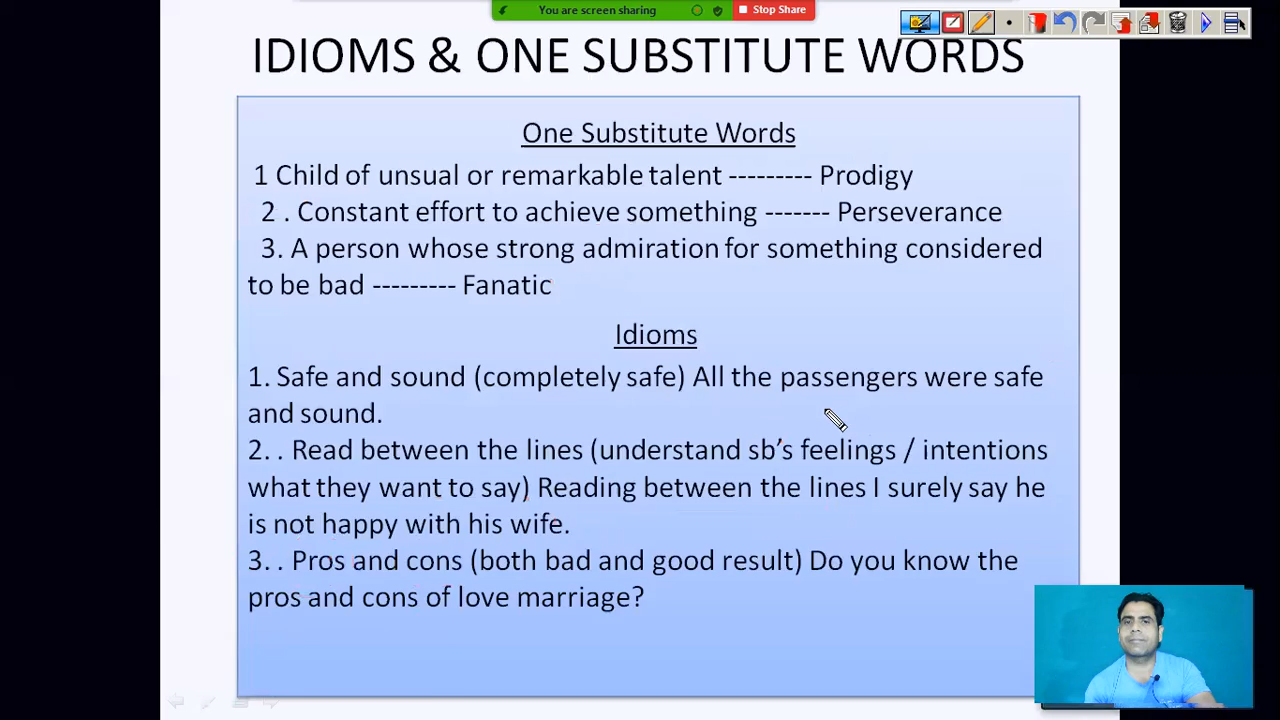 You are screen sharing
Stop Share
IDIOMS & ONE SUBSTITUTE WORDS
One Substitute Words
1 Child of unsual or remarkable talent --------- Prodigy
2 . Constant effort to achieve something ------- Perseverance
3. A person whose strong admiration for something considered
to be bad --------- Fanatic
Idioms
1. Safe and sound (completely safe) All the passengers were safe
and sound.
2. . Read between the lines (understand sb’s feelings / intentions
what they want to say) Reading between the lines I surely say he
is not happy with his wife.
3. . Pros and cons (both bad and good result) Do you know the
pros and cons of love marriage?